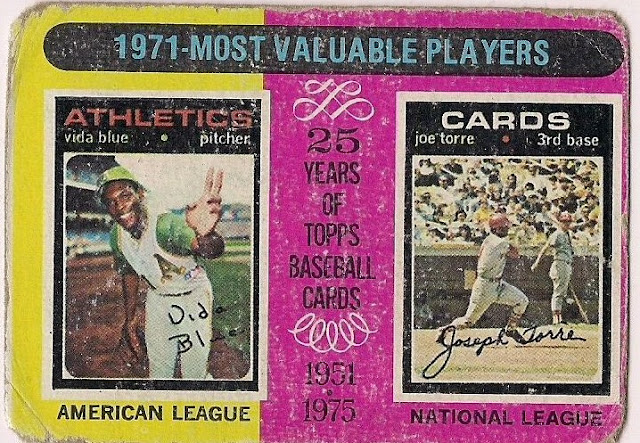 1971-MOST VALUABLE PLAYERS
ATHLETICS
vida blue • pitcher
Vida
Blue
AMERICAN LEAGUE
25
YEARS
OF
TOPPS
BASEBALL
CARDS
1951
•
1975
CARDS
joe torre • 3rd base
Joseph Torre
NATIONAL LEAGUE